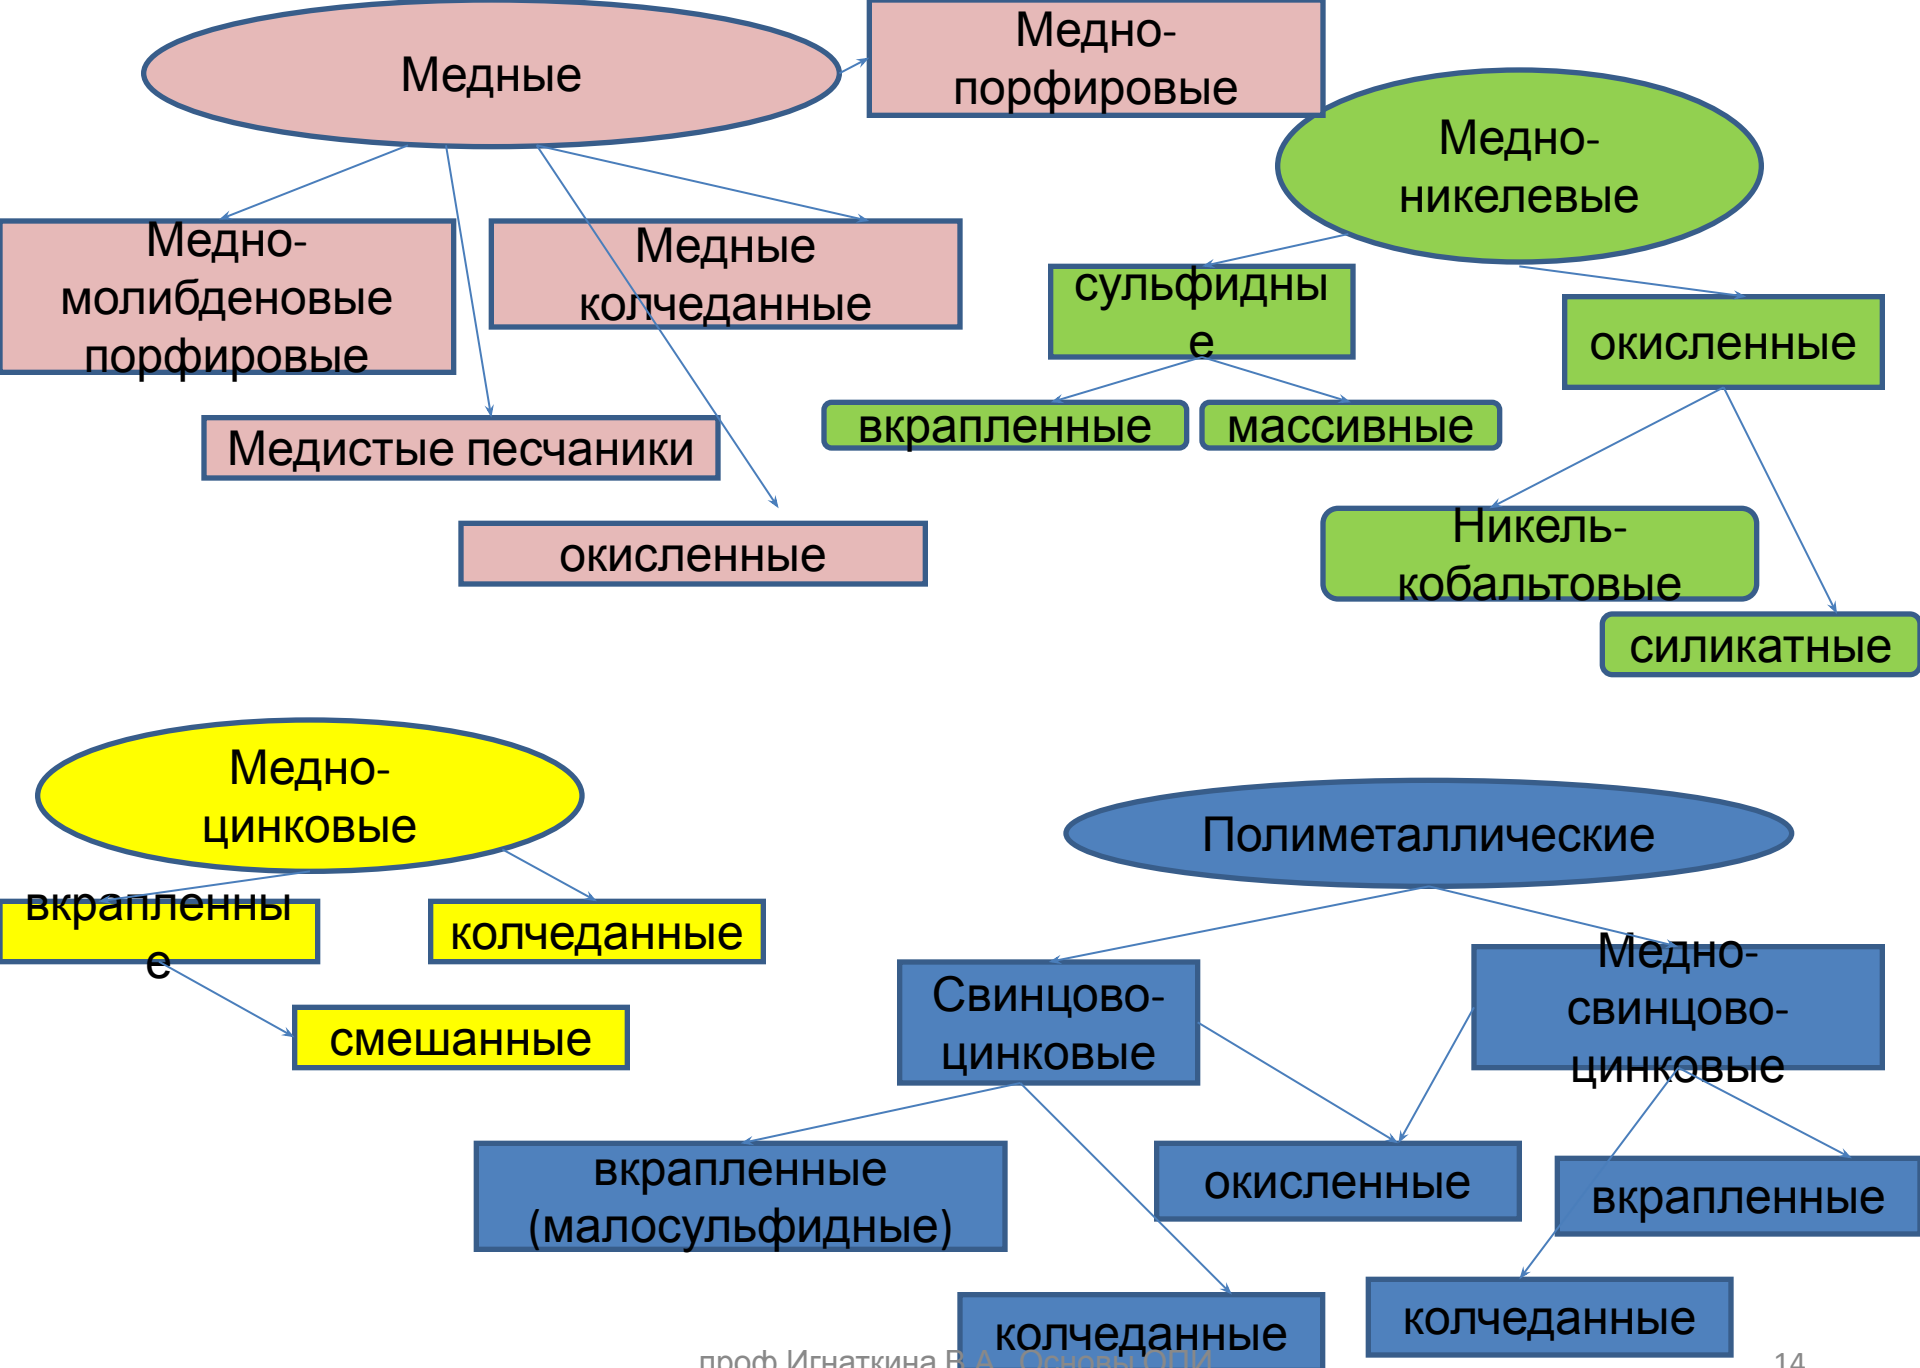 Медные
Медно-
порфировые
Медно-
никелевые
Медно-
молибденовые
порфировые
Медные
колчеданные
сульфидны
е
окисленные
вкрапленные
массивные
Медистые песчаники
окисленные
Никель-
кобальтовые
силикатные
Медно-
цинковые
вкрапленны
е
колчеданные
смешанные
Полиметаллические
Свинцово-
цинковые
Медно-
свинцово-
цинковые
вкрапленные
(малосульфидные)
окисленные
вкрапленные
колчеданные
колчеданные
проф.Игнаткина В.А. Основы ОПИ
14